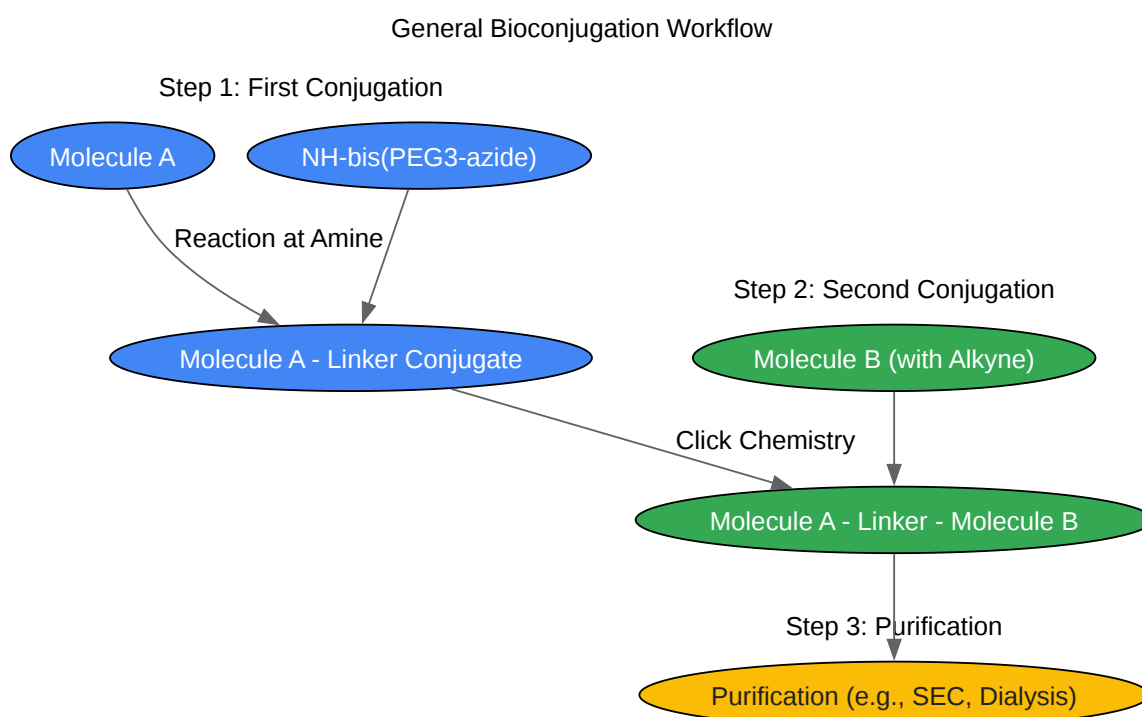 General Bioconjugation Workflow
Step 1: First Conjugation
Molecule A
NH-bis(PEG3-azide)
Reaction at Amine
Step 2: Second Conjugation
Molecule A - Linker Conjugate
Molecule B (with Alkyne)
Click Chemistry
Molecule A - Linker - Molecule B
Step 3: Purification
Purification (e.g., SEC, Dialysis)